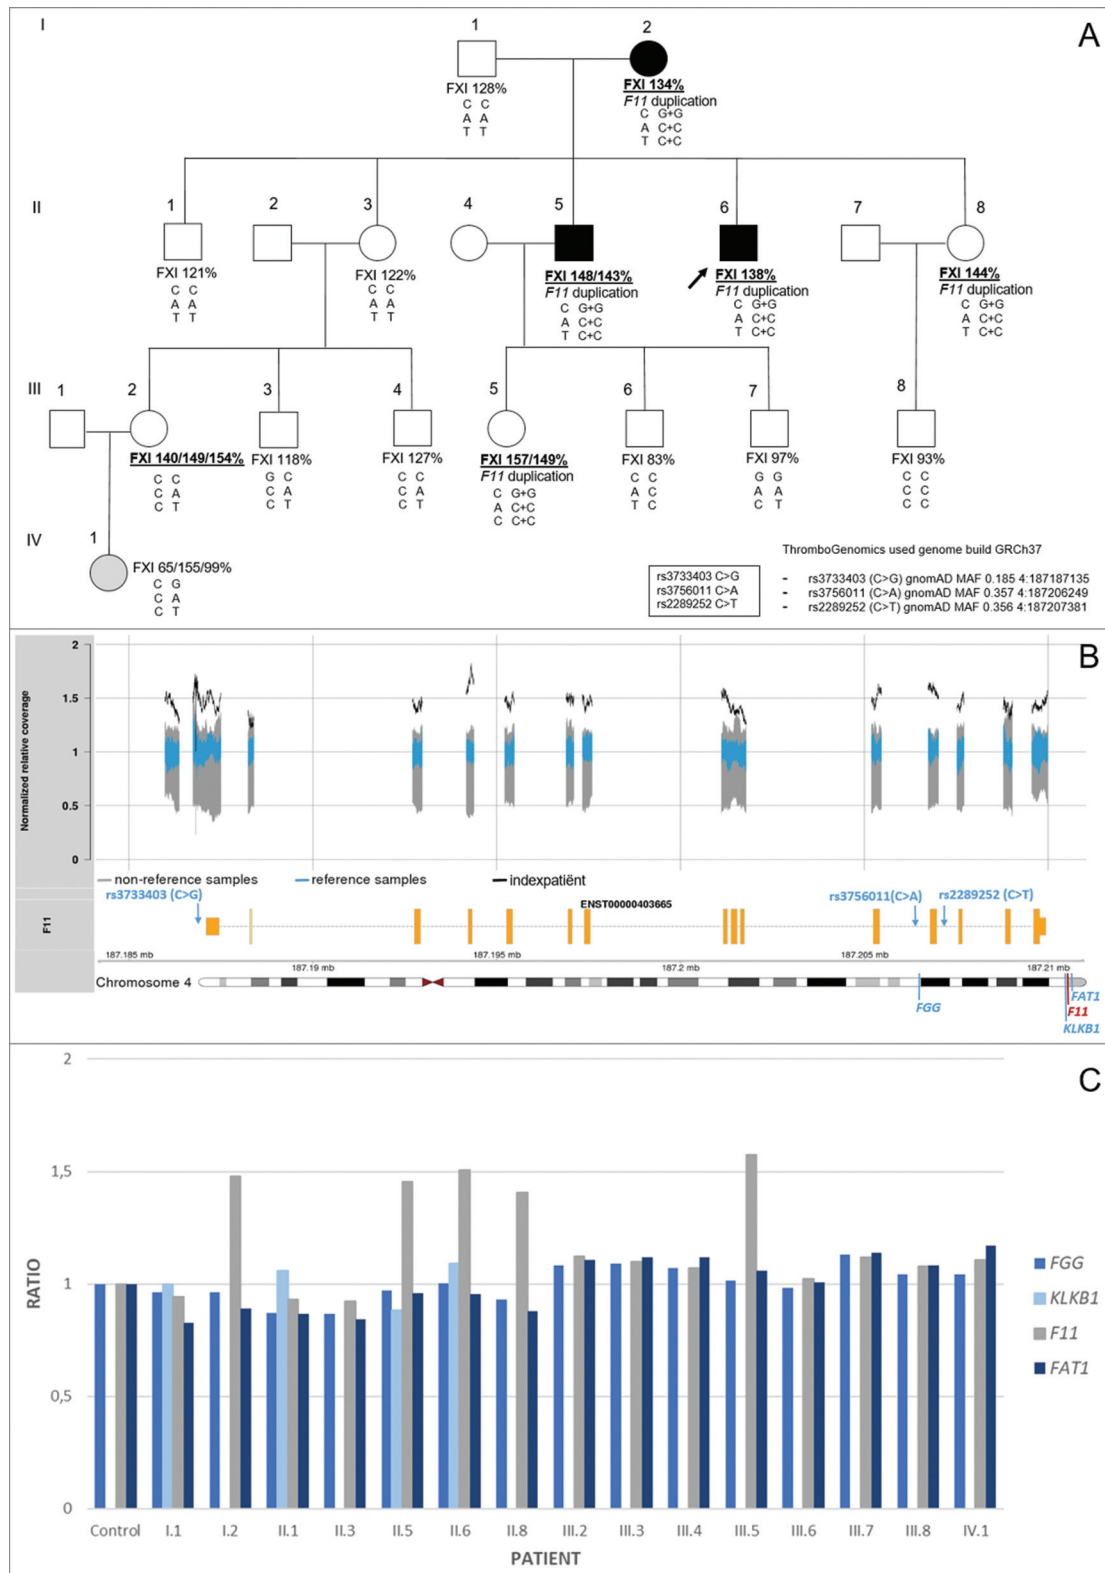 A
I
1
2
FXI 128%
C C
A A
T T
FXI 134%
F11 duplication
C G+G
A C+C
T C+C
II
1
2
3
4
5
6
7
8
FXI 121%
C C
A A
T T
FXI 122%
C C
A A
T T
FXI 148/143%
F11 duplication
C G+G
A C+C
T C+C
FXI 138%
F11 duplication
C G+G
A C+C
T C+C
FXI 144%
F11 duplication
C G+G
A C+C
T C+C
III
1
2
3
4
5
6
7
8
FXI 140/149/154%
C C
C A
C T
FXI 118%
G C
C A
C T
FXI 127%
C C
C A
C T
FXI 157/149%
F11 duplication
C G+G
A C+C
C C+C
FXI 83%
C C
A C
T C
FXI 97%
G G
A A
C T
FXI 93%
C C
C C
C C
IV
1
FXI 65/155/99%
C G
C A
C T
ThromboGenomics used genome build GRCh37
rs3733403 C>G
rs3756011 C>A
rs2289252 C>T
- rs3733403 (C>G) gnomAD MAF 0.185 4:187187135
- rs3756011 (C>A) gnomAD MAF 0.357 4:187206249
- rs2289252 (C>T) gnomAD MAF 0.356 4:187207381
B
Normalized relative coverage
2
1.5
1
0.5
0
non-reference samples
reference samples
indexpatiënt
F11
rs3733403 (C>G)
ENST00000403665
rs3756011(C>A)
rs2289252 (C>T)
187.185 mb
187.19 mb
187.195 mb
187.2 mb
187.205 mb
187.21 mb
Chromosome 4
FGG
FAT1
F11
KLKB1
C
RATIO
2
1,5
1
0,5
0
Control I.1 I.2 II.1 II.3 II.5 II.6 II.8 III.2 III.3 III.4 III.5 III.6 III.7 III.8 IV.1
PATIENT
FGG
KLKB1
F11
FAT1